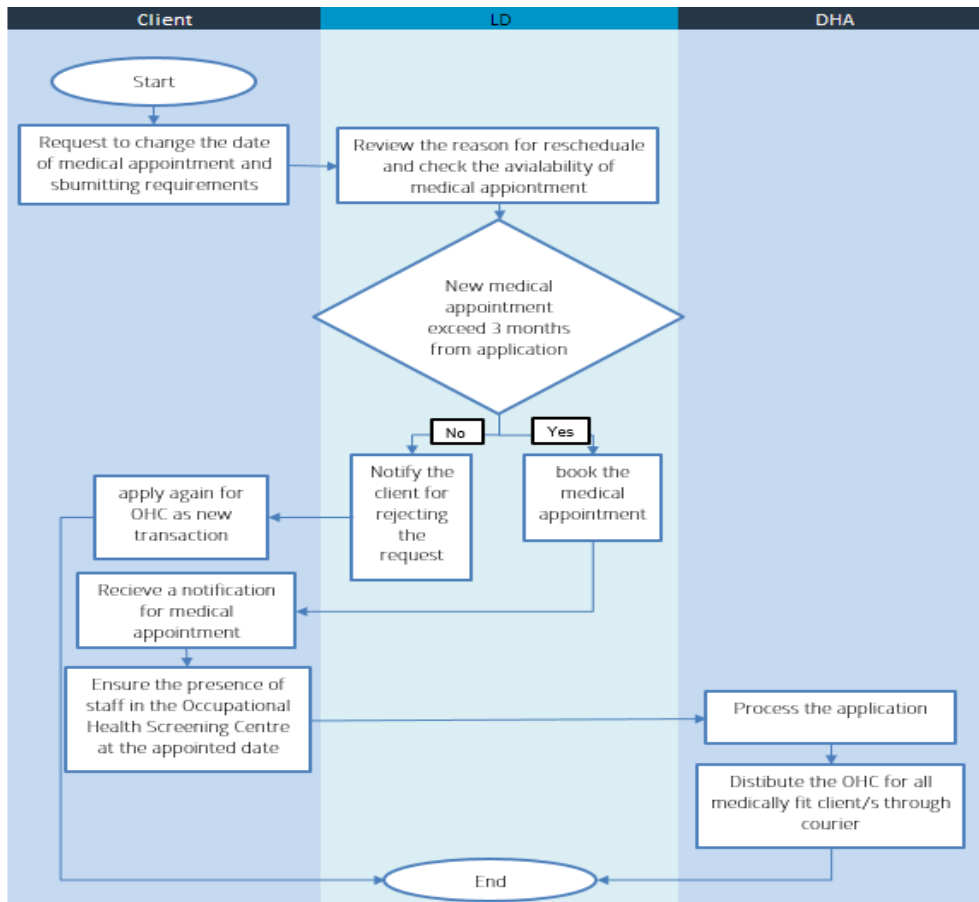 Client
LD
DHA
Start
Request to change the date
of medical appointment and
sbumitting requirements
Review the reason for rescheduale
and check the avialability of
medical appiontment
New medical
appointment
exceed 3 months
from application
No
Yes
Notify the
client for
rejecting
the
request
book the
medical
appointment
apply again for
OHC as new
transaction
Recieve a notification
for medical
appointment
Ensure the presence of
staff in the Occupational
Health Screening Centre
at the appointed date
Process the application
Distibute the OHC for all
medically fit client/s through
courier
End